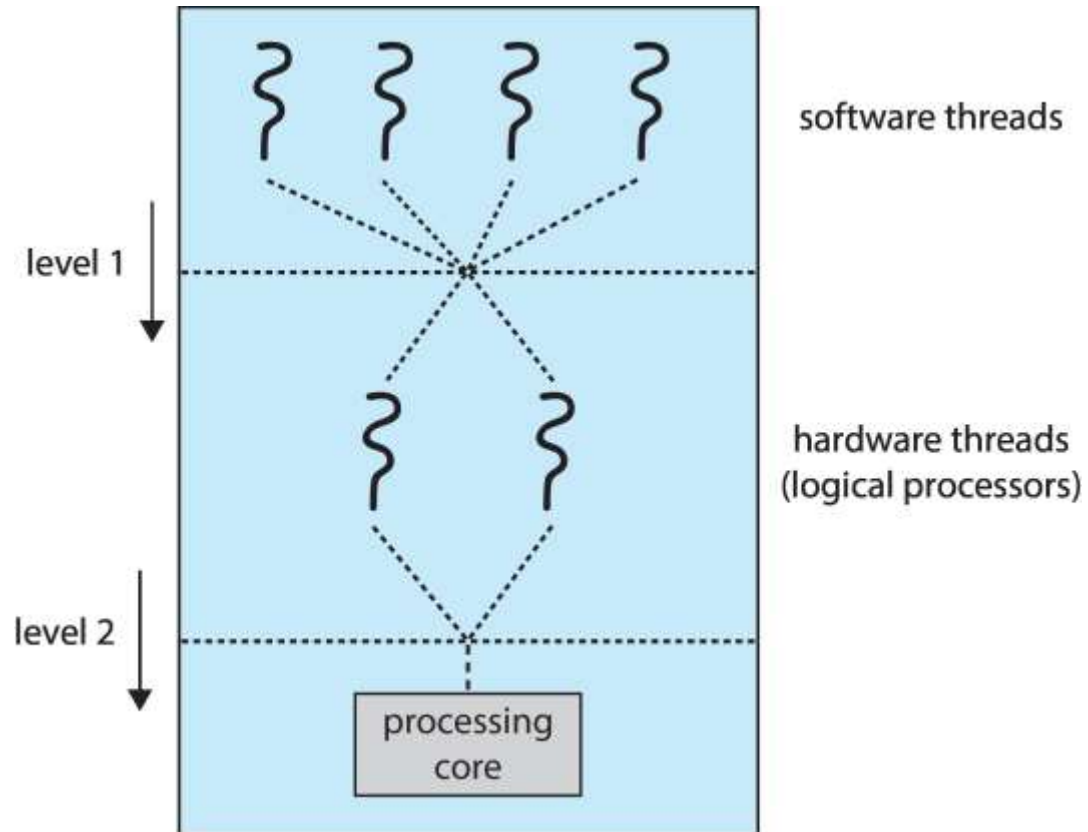 software threads
level 1
hardware threads
(logical processors)
level 2
processing
core